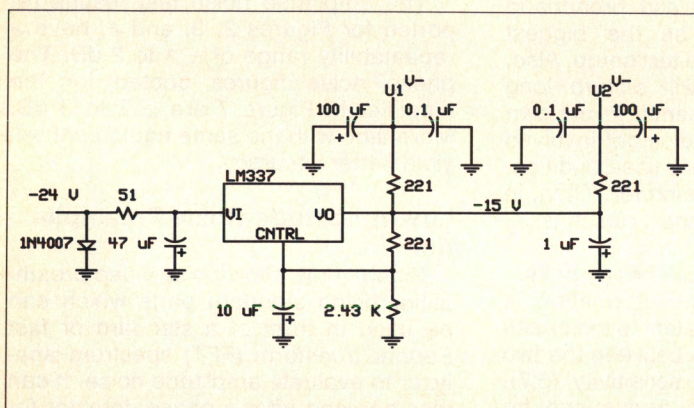 U1 V-
U2 V-
100 uF
0.1 uF
0.1 uF
100 uF
221
221
LM337
-24 V
51
VI
VO
-15 V
CNTRL
221
1N4007
47 uF
1 uF
10 uF
2.43 K